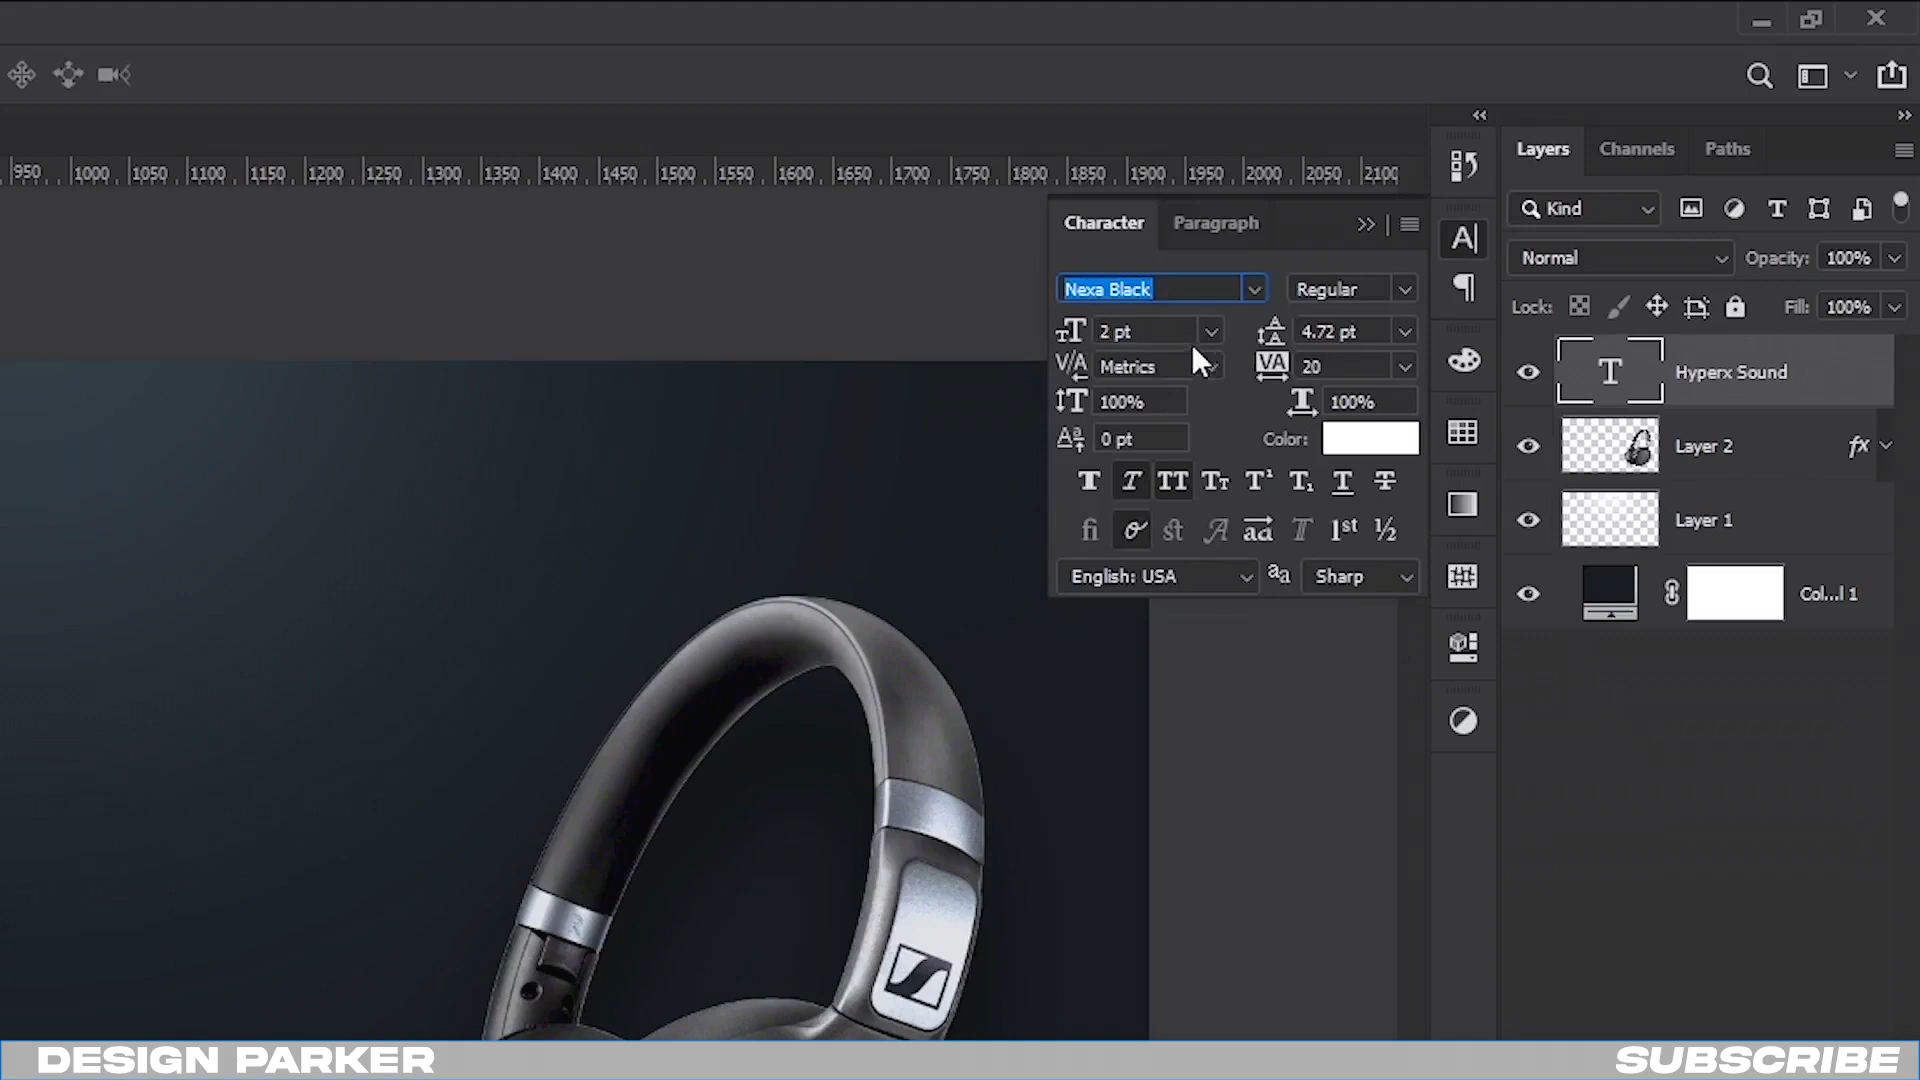 950 1000 1050 1100 1150 1200 1250 1300 1350 1400 1450 1500 1550 1600 1650 1700 1750 1800 1850 1900 1950 2000 2050 2100
Layers Channels Paths
Character Paragraph
Kind
Normal Opacity: 100%
Nexa Black Regular
Lock: Fill: 100%
2 pt 4.72 pt
Metrics 20
Hyperx Sound
100% 100%
0 pt Color:
Layer 2 fx
Layer 1
English: USA aa Sharp
Col...l 1
DESIGN PARKER SUBSCRIBE